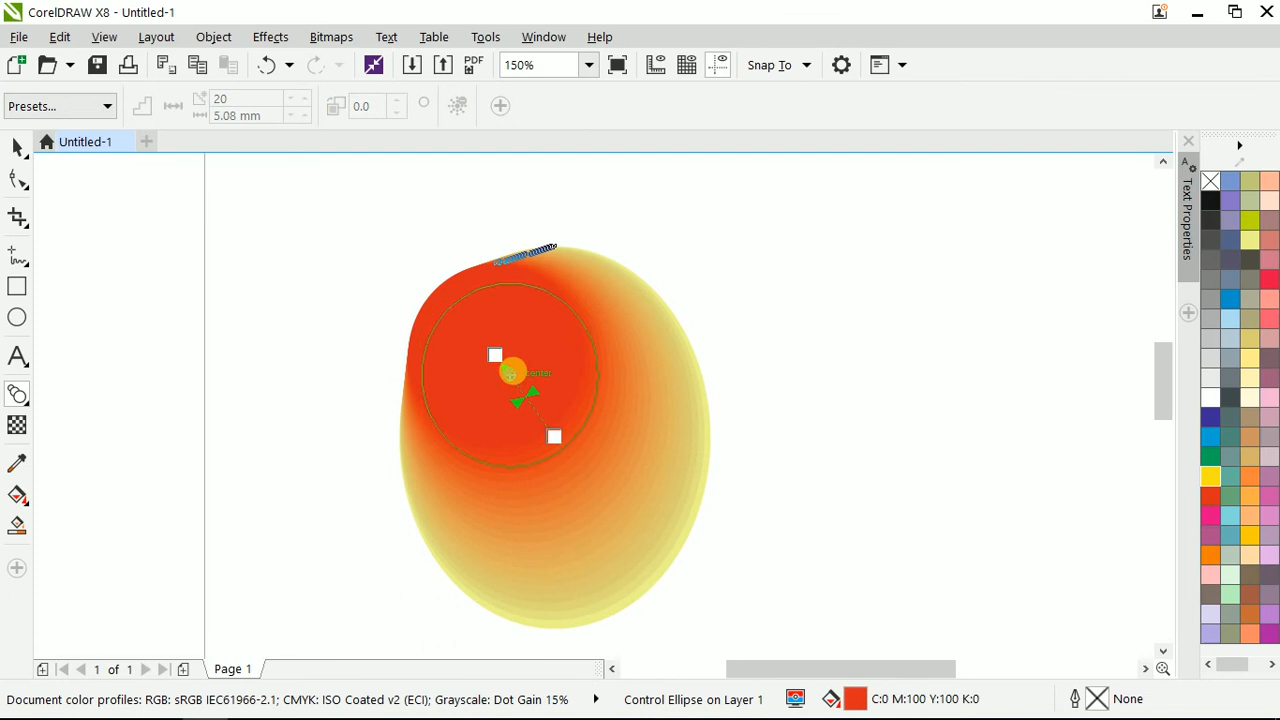 CorelDRAW X8 - Untitled-1
File Edit View Layout Object Effects Bitmaps Text Table Tools Window Help
PDF 150% Snap To
Presets... 20 0.0
5.08 mm
Untitled-1
Text Properties
center
1 of 1 Page 1
Document color profiles: RGB: sRGB IEC61966-2.1; CMYK: ISO Coated v2 (ECI); Grayscale: Dot Gain 15% Control Ellipse on Layer 1 C:0 M:100 Y:100 K:0 None